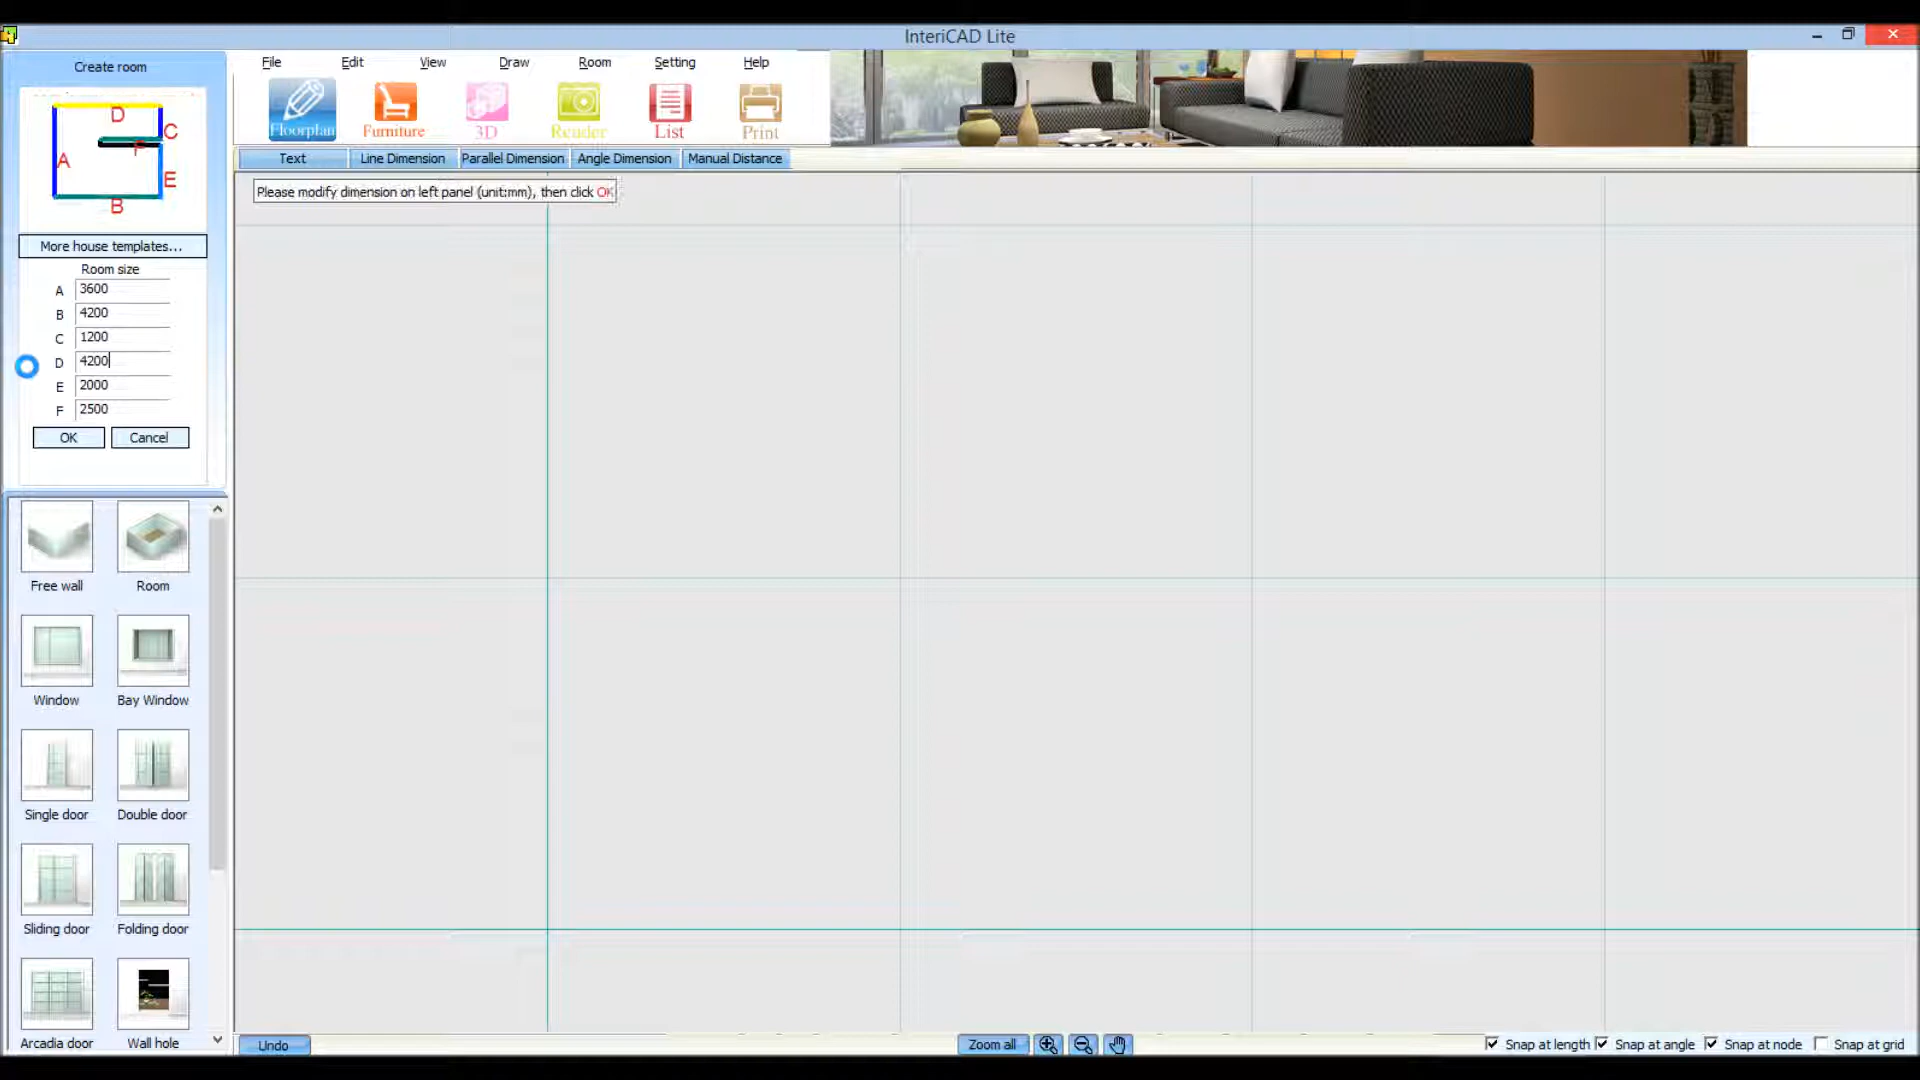 InteriCAD Lite
Create room
File Edit View Draw Room Setting Help
Floorplan Furniture 3D Render List Print
Text Line Dimension Parallel Dimension Angle Dimension Manual Distance
Please modify dimension on left panel (unit:mm), then click OK
D
C
F
A
E
B
More house templates...
Room size
A 3600
B 4200
C 1200
D 4200
E 2000
F 2500
OK Cancel
Free wall Room
Window Bay Window
Single door Double door
Sliding door Folding door
Arcadia door Wall hole
Undo Zoom all Snap at length Snap at angle Snap at node Snap at grid